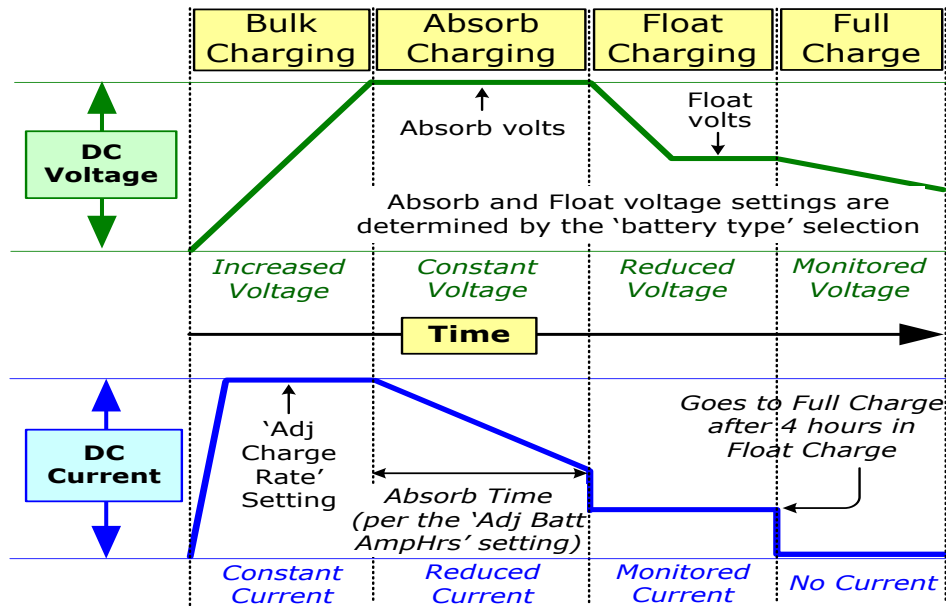 Bulk
Charging
Absorb
Charging
Float
Charging
Full
Charge
DC
Voltage
Absorb volts
Float
volts
Absorb and Float voltage settings are
determined by the ‘battery type’ selection
Increased
Voltage
Constant
Voltage
Reduced
Voltage
Monitored
Voltage
Time
DC
Current
‘Adj
Charge
Rate’
Setting
Absorb Time
(per the ‘Adj Batt
AmpHrs’ setting)
Goes to Full Charge
after 4 hours in
Float Charge
Constant
Current
Reduced
Current
Monitored
Current
No Current